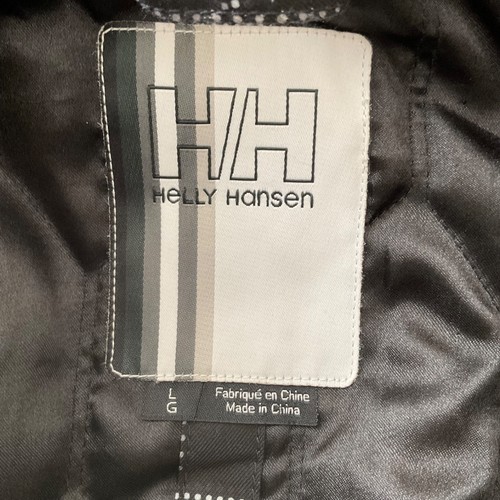 HH
HeLLY Hansen
L
G
Fabriqué en Chine
Made in China